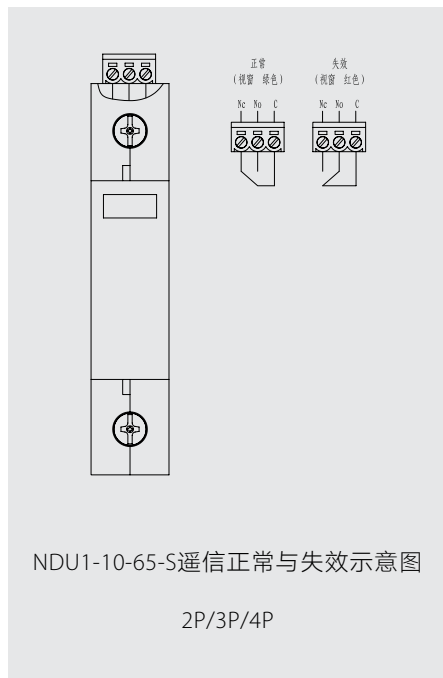 正常 失效
(视窗 绿色) (视窗 红色)
Nc No C Nc No C
NDU1-10-65-S遥信正常与失效示意图
2P/3P/4P